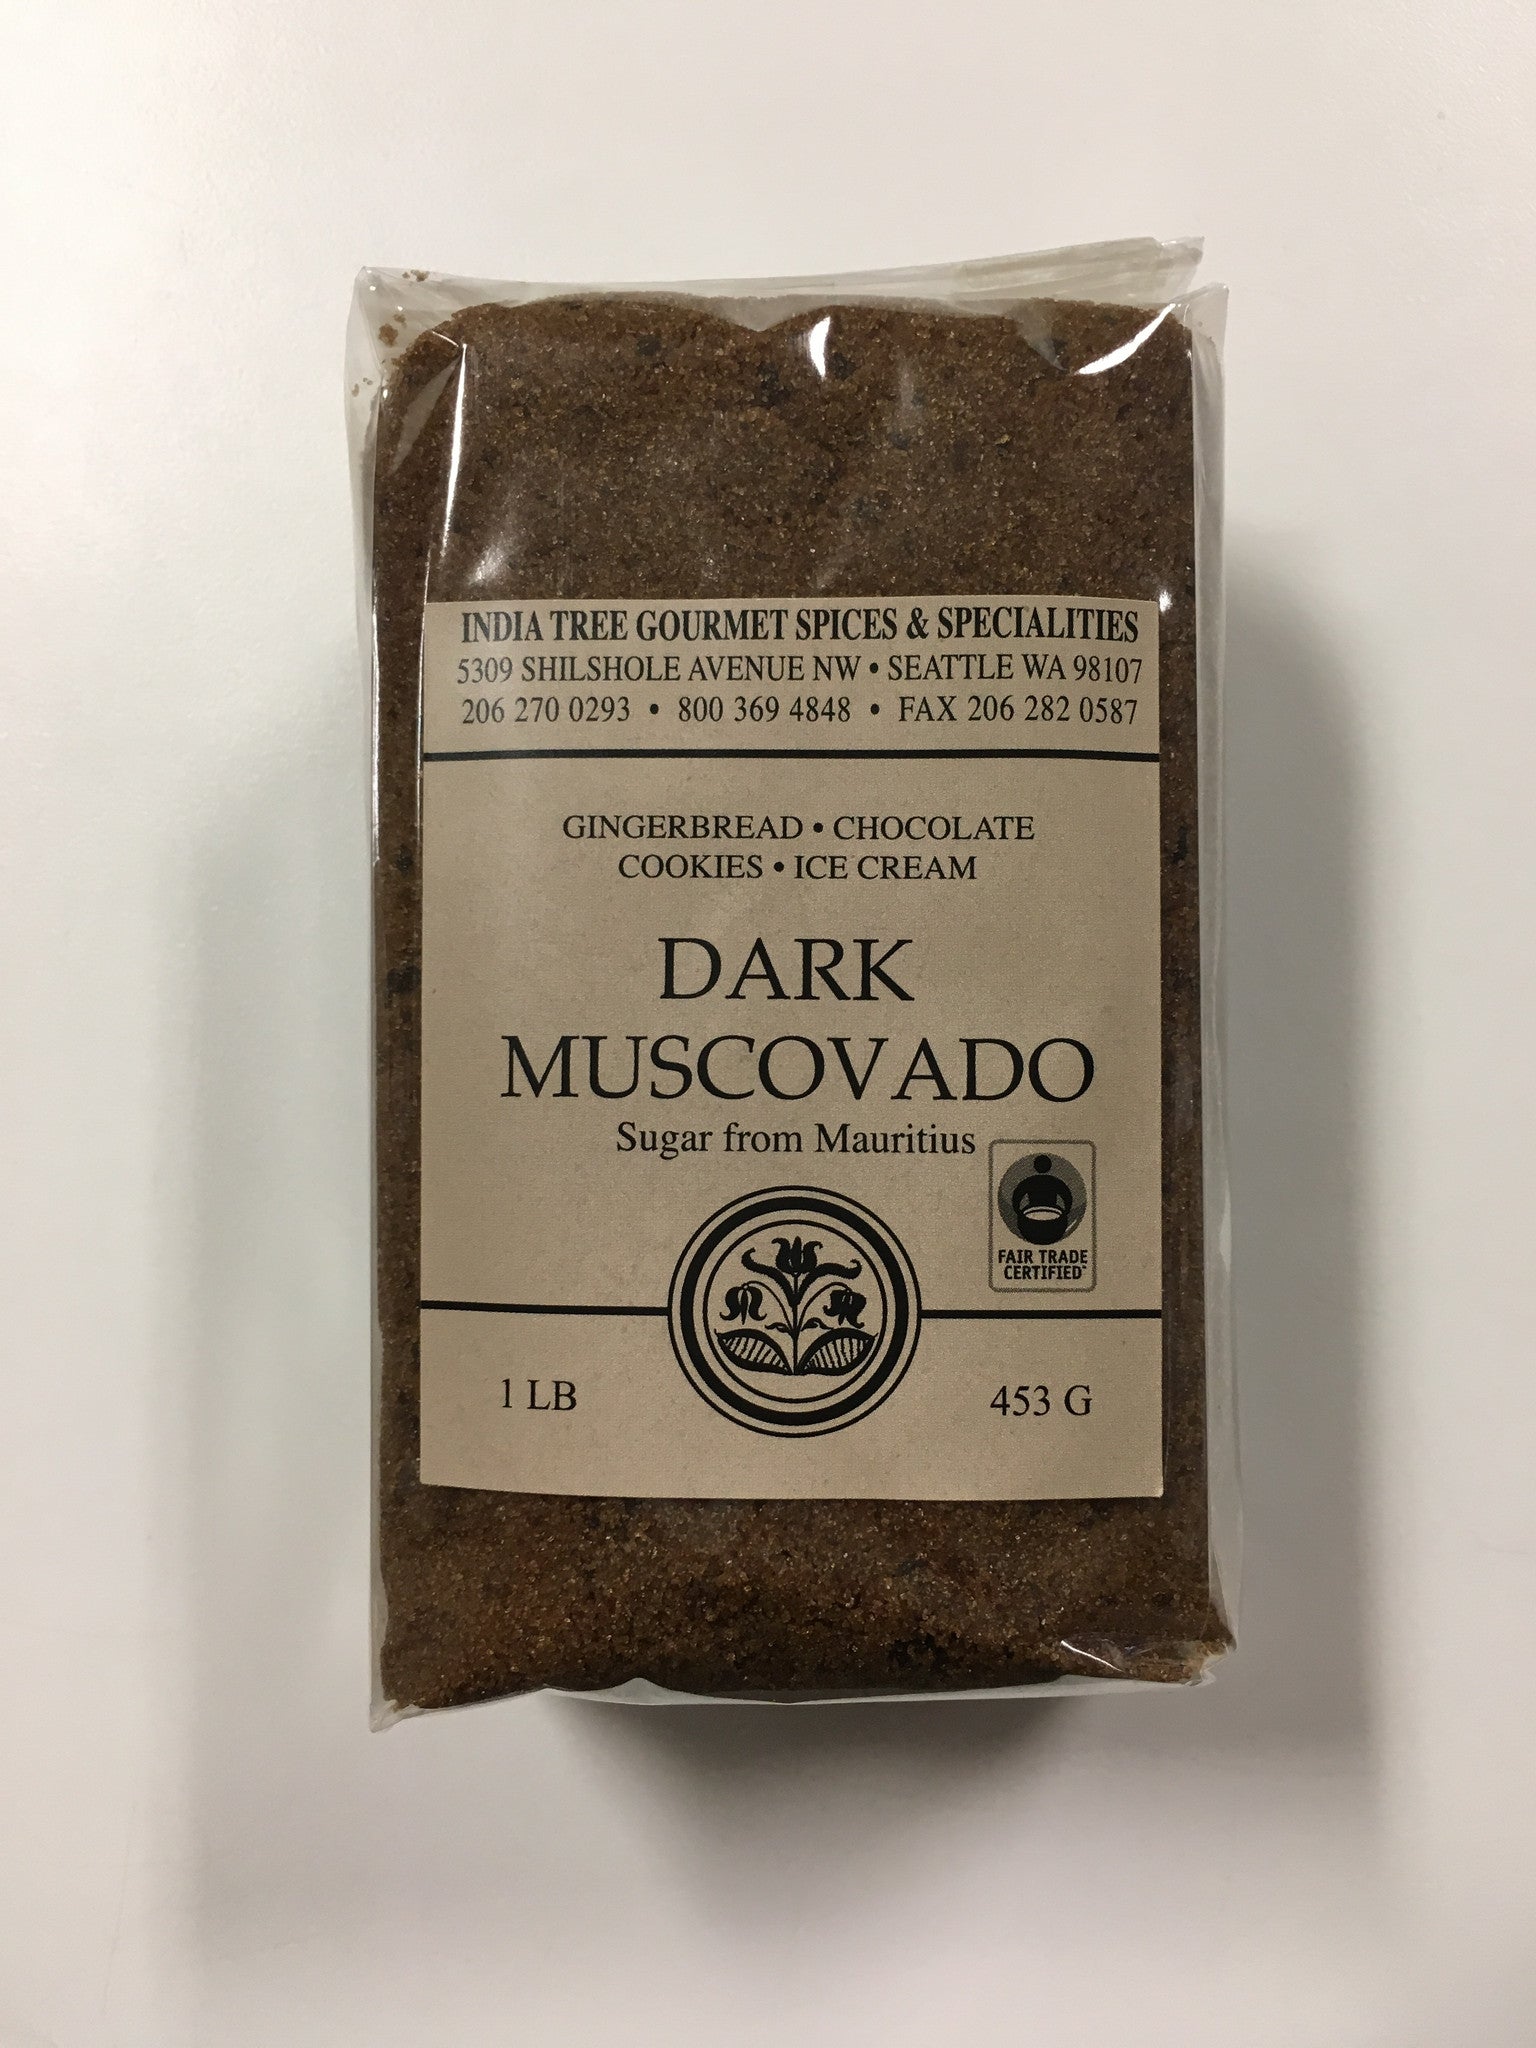 INDIA TREE GOURMET SPICES & SPECIALITIES
5309 SHILSHOLE AVENUE NW • SEATTLE WA 98107
206 270 0293 • 800 369 4848 • FAX 206 282 0587
GINGERBREAD • CHOCOLATE
COOKIES • ICE CREAM
DARK
MUSCOVADO
Sugar from Mauritius
FAIR TRADE
CERTIFIED™
1 LB
453 G